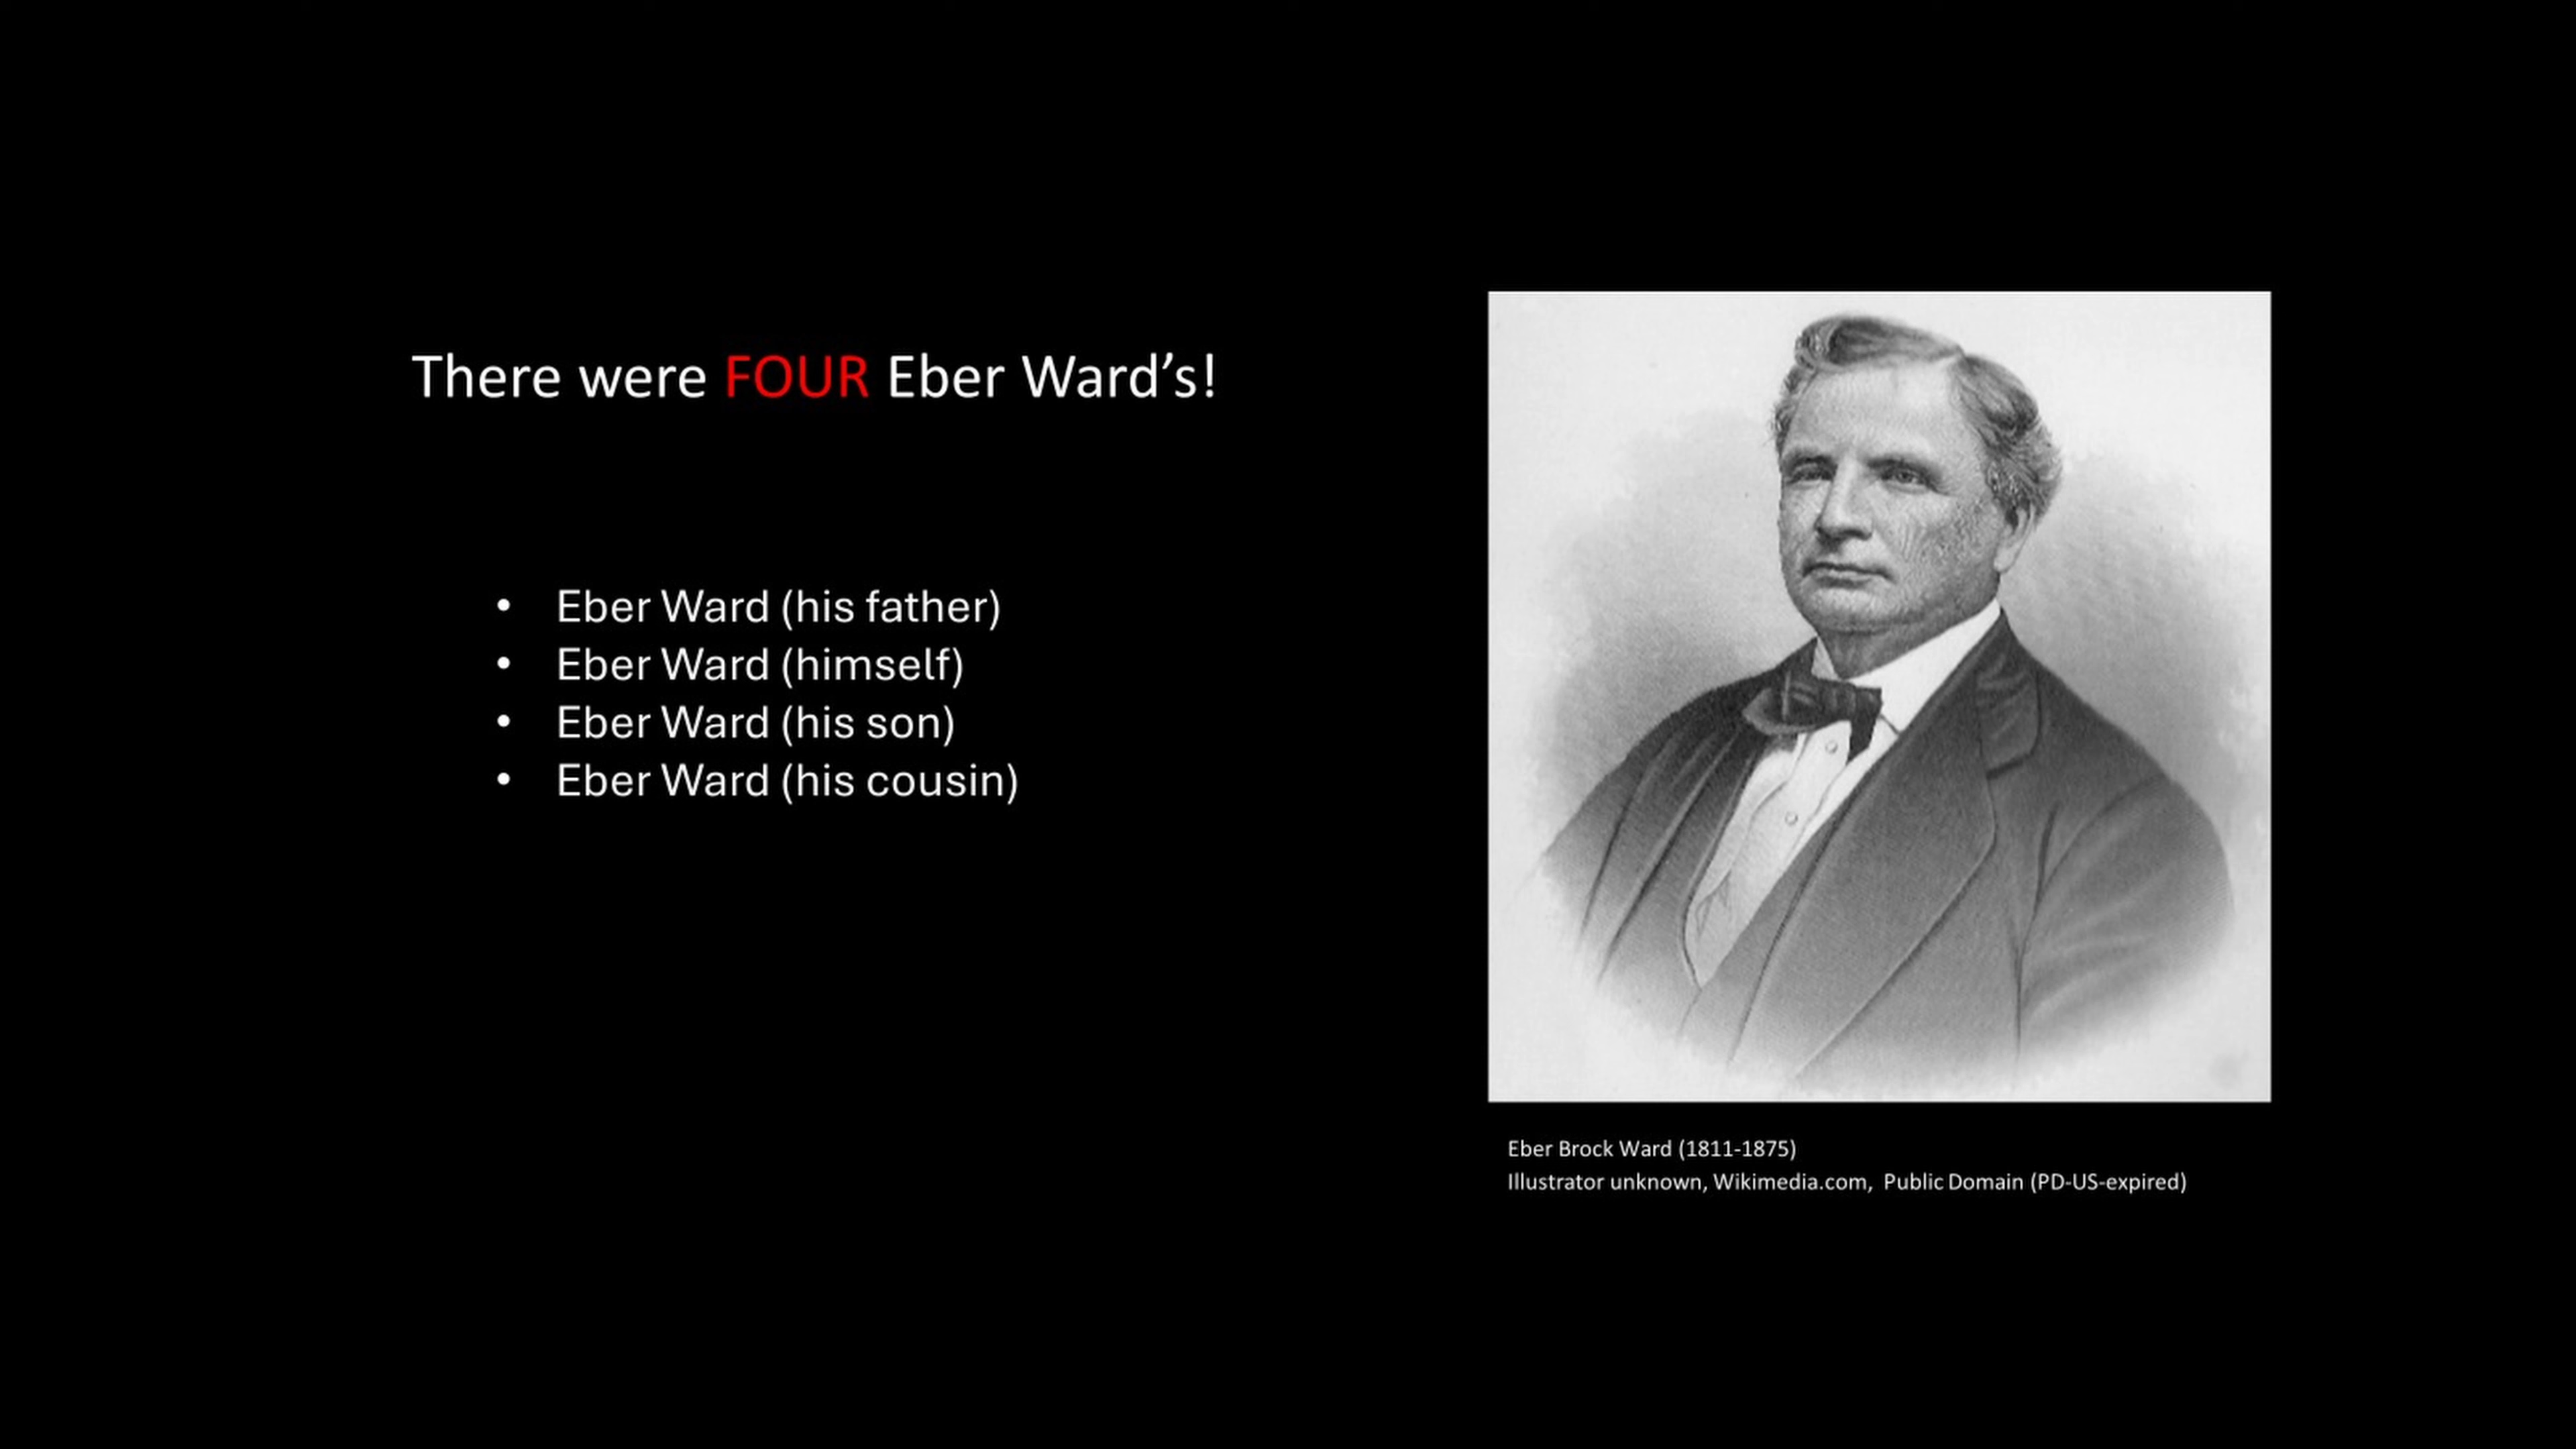 There were FOUR Eber Ward’s!
• Eber Ward (his father)
• Eber Ward (himself)
• Eber Ward (his son)
• Eber Ward (his cousin)
Eber Brock Ward (1811-1875)
Illustrator unknown, Wikimedia.com, Public Domain (PD-US-expired)